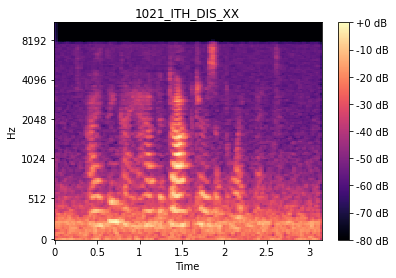 1021_ITH_DIS_XX
+0 dB
8192
-10 dB
4096
-20 dB
-30 dB
2048
Hz
-40 dB
1024
-50 dB
512
-60 dB
-70 dB
0
-80 dB
0 0.5 1 1.5 2 2.5 3
Time